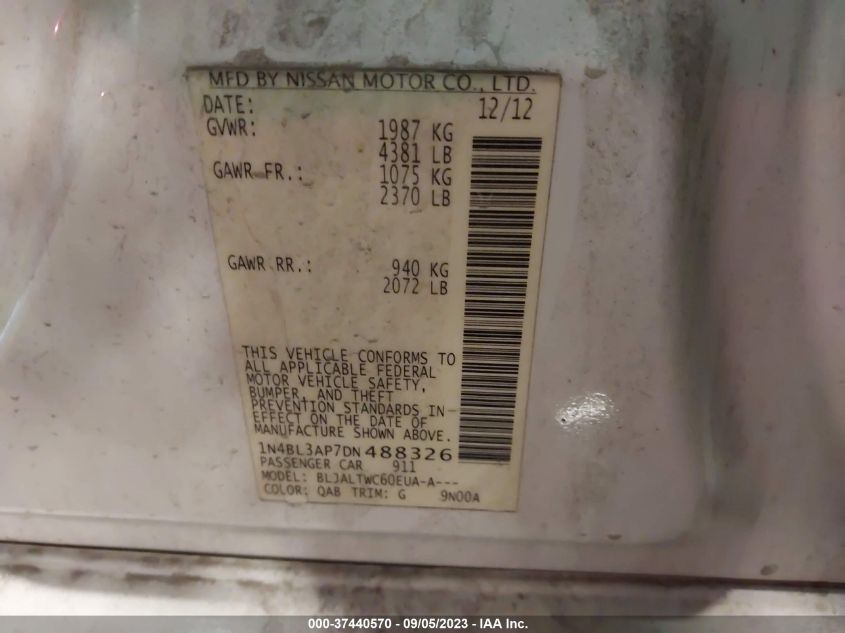 MFD BY NISSAN MOTOR CO., LTD.
DATE: 12/12
GVWR: 1987 KG
4381 LB
GAWR FR.: 1075 KG
2370 LB
GAWR RR.: 940 KG
2072 LB
THIS VEHICLE CONFORMS TO
ALL APPLICABLE FEDERAL
MOTOR VEHICLE SAFETY,
BUMPER, AND THEFT
PREVENTION STANDARDS IN
EFFECT ON THE DATE OF
MANUFACTURE SHOWN ABOVE.
1N4BL3AP7DN 488326
PASSENGER CAR 911
MODEL: BLJALTWC60EUA-A---
COLOR: QAB TRIM: G 9N00A
000-37440570 - 09/05/2023 - IAA Inc.